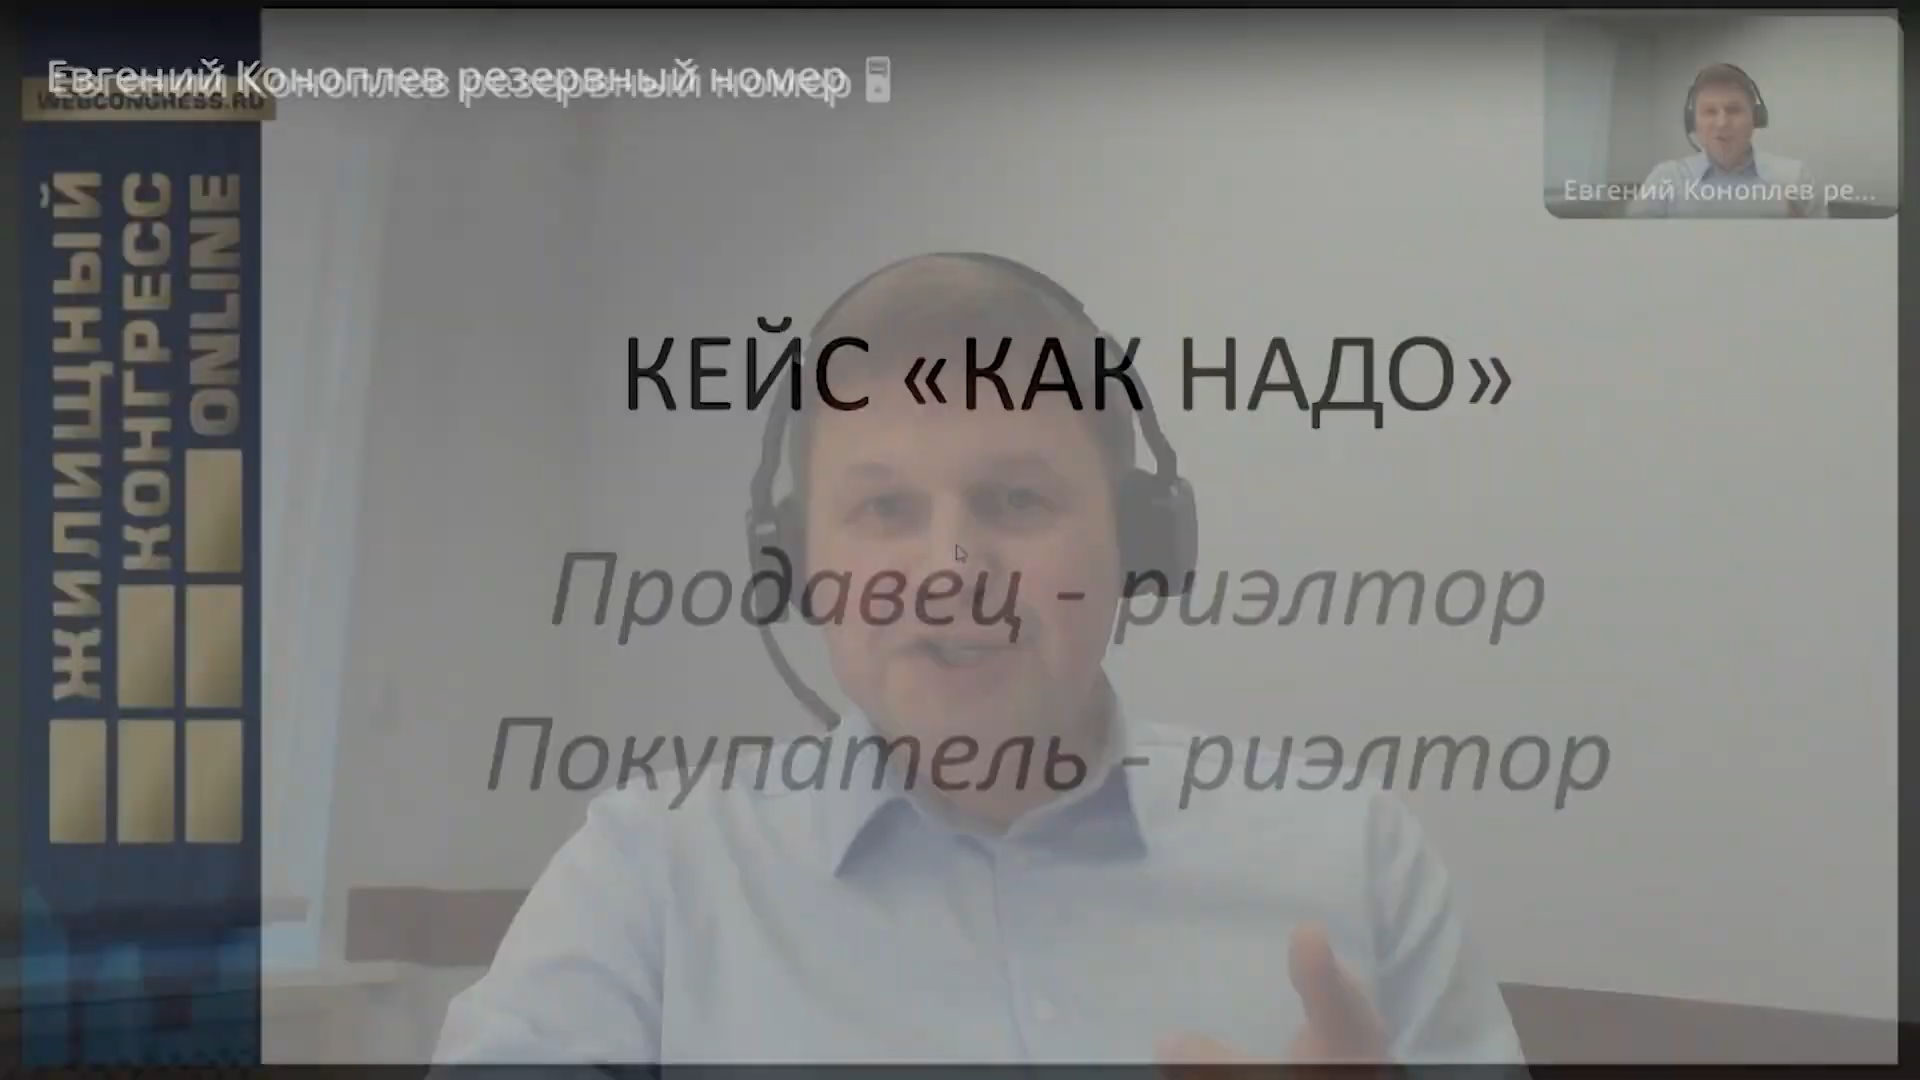 Евгений Коноплев резервный номер
WEBCONGRESS.RU
ЖИЛИЩНЫЙ
КОНГРЕСС
ONLINE
Евгений Коноплев ре...
КЕЙС «КАК НАДО»
Продавец - риэлтор
Покупатель - риэлтор